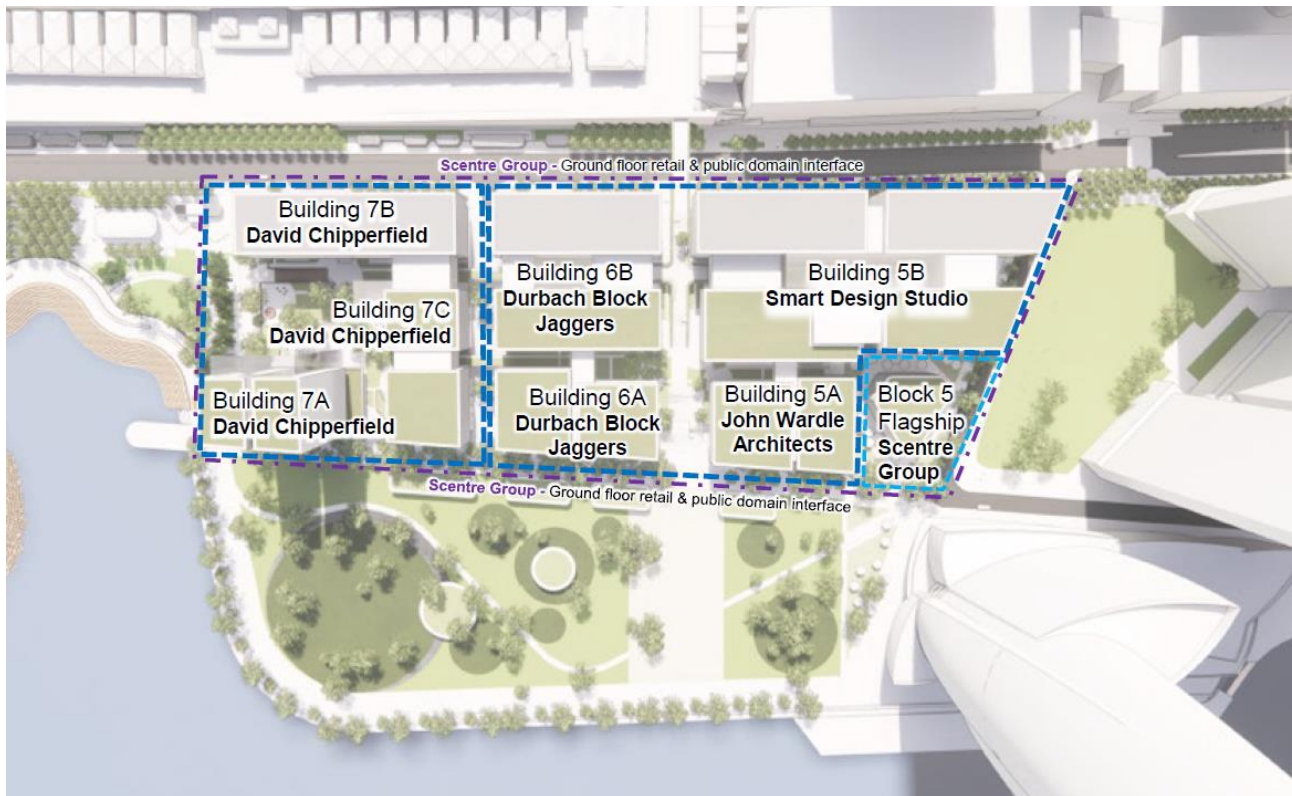 Scentre Group - Ground floor retail & public domain interface
Building 7B
David Chipperfield
Building 7C
David Chipperfield
Building 7A
David Chipperfield
Building 6B
Durbach Block
Jaggers
Building 6A
Durbach Block
Jaggers
Building 5B
Smart Design Studio
Building 5A
John Wardle
Architects
Block 5
Flagship
Scentre
Group
Scentre Group - Ground floor retail & public domain interface